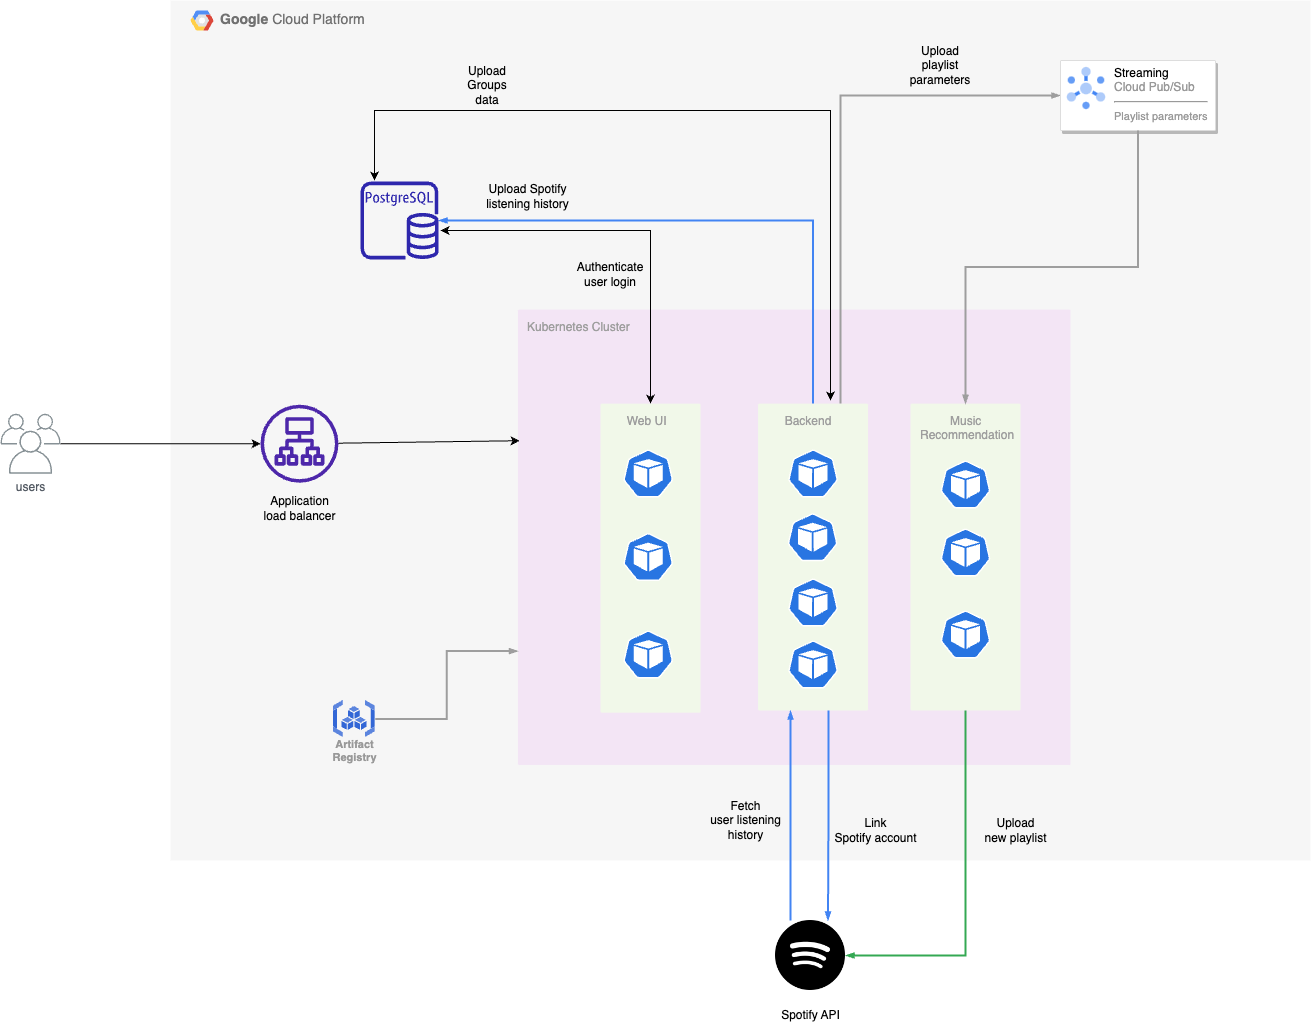 Google Cloud Platform
Upload
playlist
parameters
Streaming
Cloud Pub/Sub
Playlist parameters
Upload
Groups
data
PostgreSQL
Upload Spotify
listening history
Authenticate
user login
Kubernetes Cluster
Web UI
Backend
Music
Recommendation
users
Application
load balancer
Artifact
Registry
Fetch
user listening
history
Link
Spotify account
Upload
new playlist
Spotify API